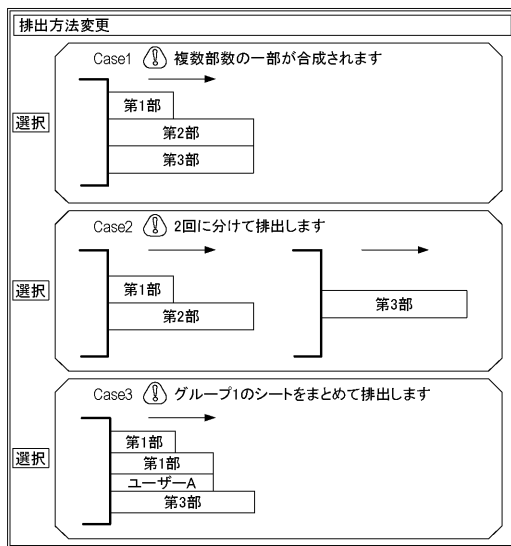 排出方法変更
Case1 複数部数の一部が合成されます
選択
第1部
第2部
第3部
Case2 2回に分けて排出します
選択
第1部
第2部
第3部
Case3 グループ1のシートをまとめて排出します
選択
第1部
第1部
ユーザーA
第3部